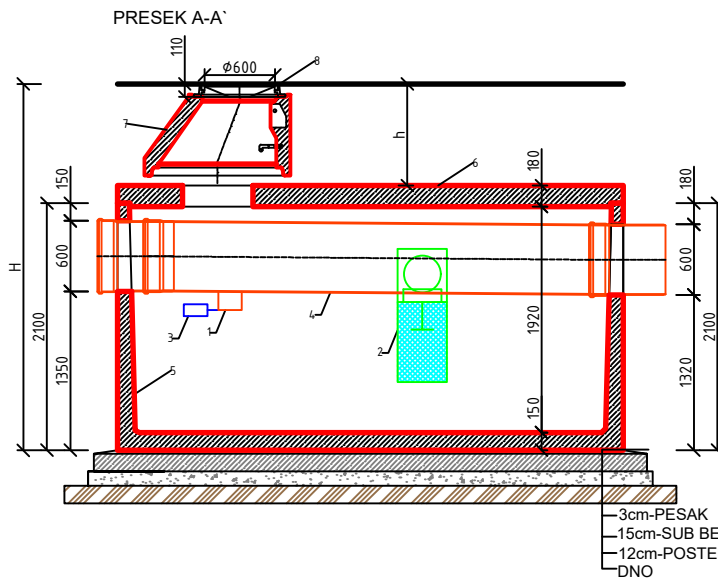 PRESEK A-A`
110
ϕ600
8
7
h
6
180
150
180
H
600
600
2100
2100
1920
3
1
4
2
1350
5
150
1320
3cm-PESAK
15cm-SUB BE
12cm-POSTE
DNO